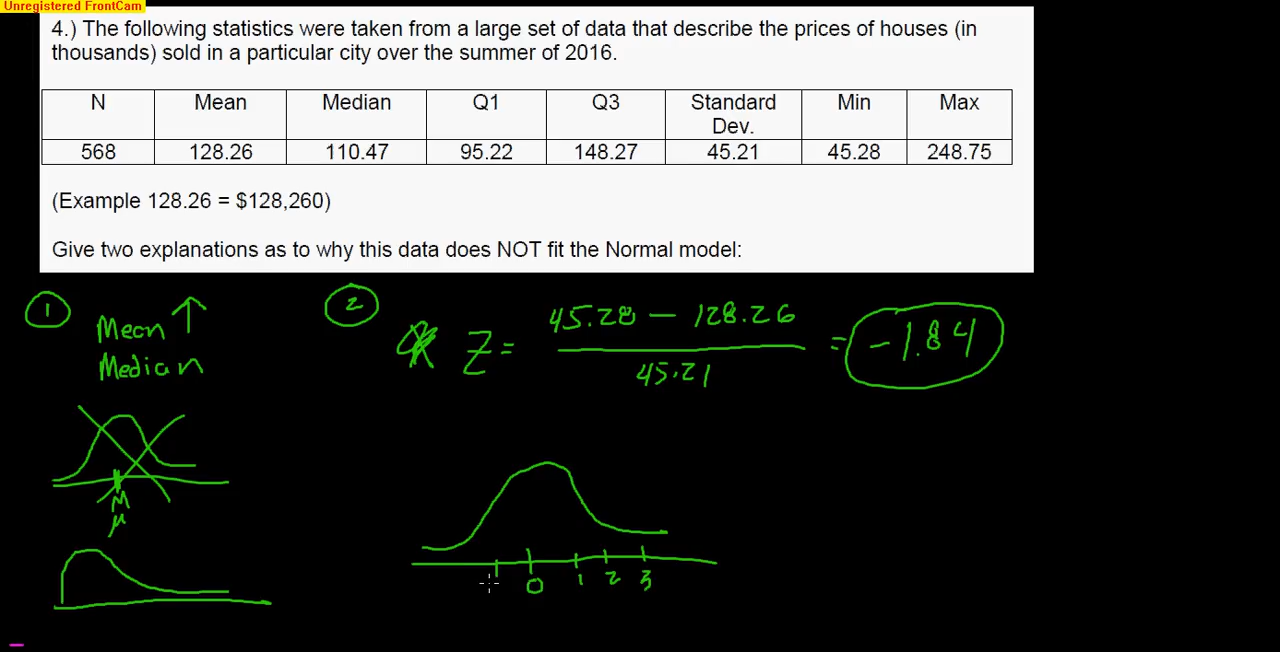 Unregistered FrontCam
4.) The following statistics were taken from a large set of data that describe the prices of houses (in
thousands) sold in a particular city over the summer of 2016.
N Mean Median Q1 Q3 Standard Dev. Min Max
568 128.26 110.47 95.22 148.27 45.21 45.28 248.75
(Example 128.26 = $128,260)
Give two explanations as to why this data does NOT fit the Normal model:
1
Mean ↑
Median
M
μ
2
Z = 45.28 - 128.26 / 45.21 = -1.84
0 1 2 3